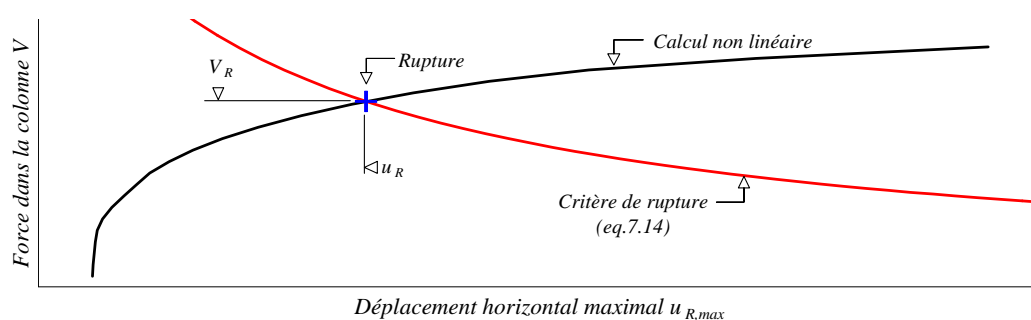 Force dans la colonne V
Calcul non linéaire
V R
Rupture
u R
Critère de rupture
(eq.7.14)
Déplacement horizontal maximal u R,max